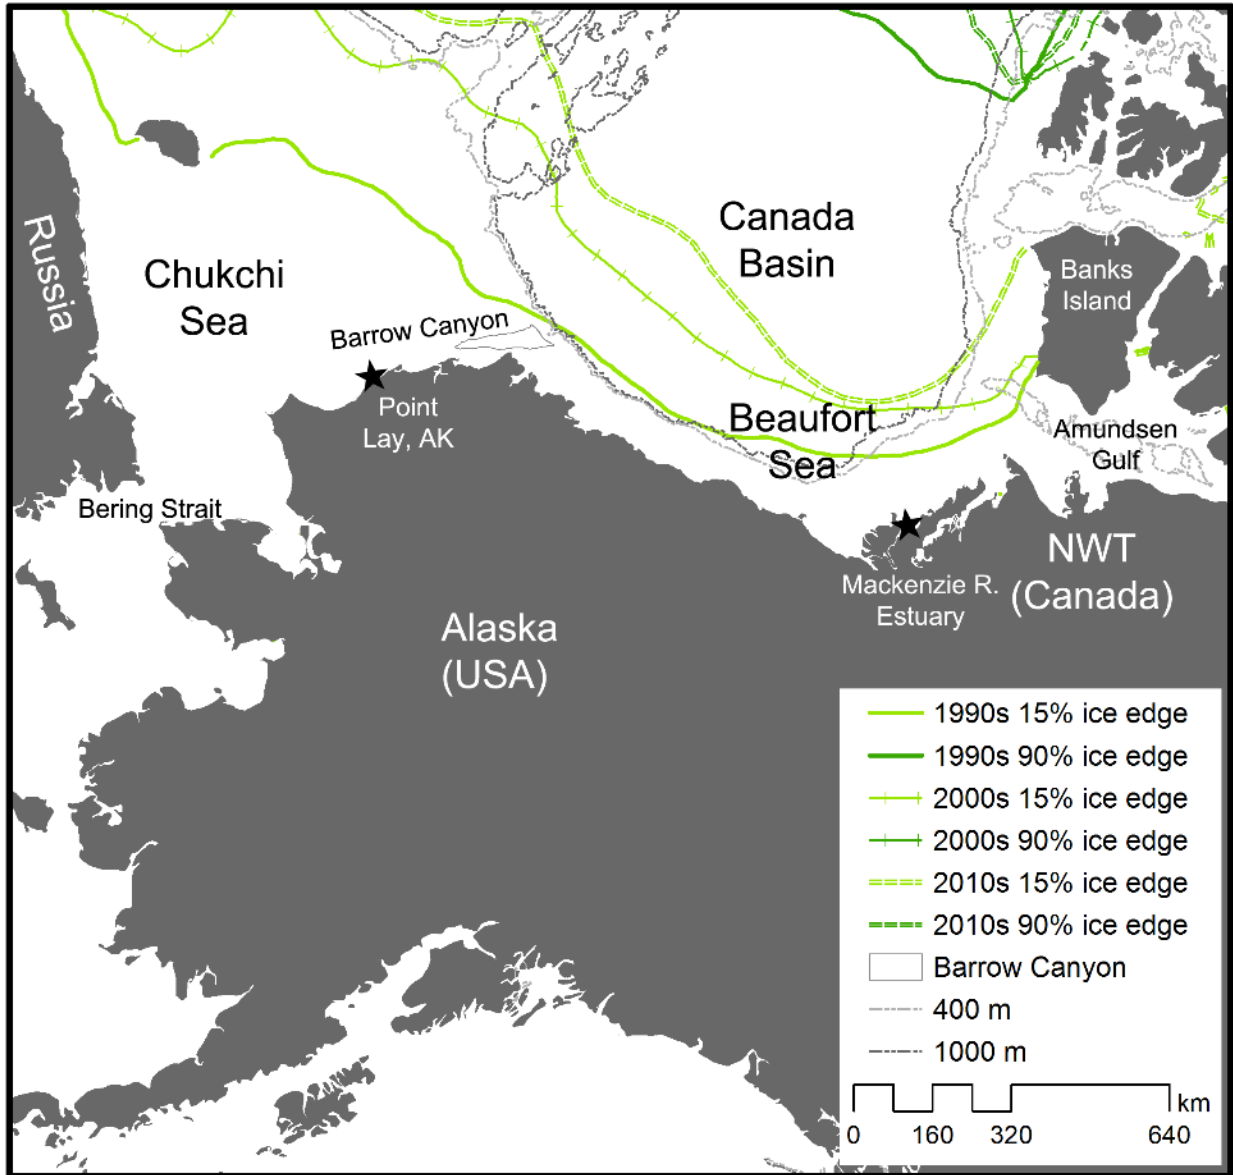 Russia
Chukchi
Sea
Barrow Canyon
Point
Lay, AK
Bering Strait
Canada
Basin
Banks
Island
Beaufort
Sea
Amundsen
Gulf
NWT
(Canada)
Mackenzie R.
Estuary
Alaska
(USA)
1990s 15% ice edge
1990s 90% ice edge
2000s 15% ice edge
2000s 90% ice edge
2010s 15% ice edge
2010s 90% ice edge
Barrow Canyon
400 m
1000 m
km
0 160 320 640